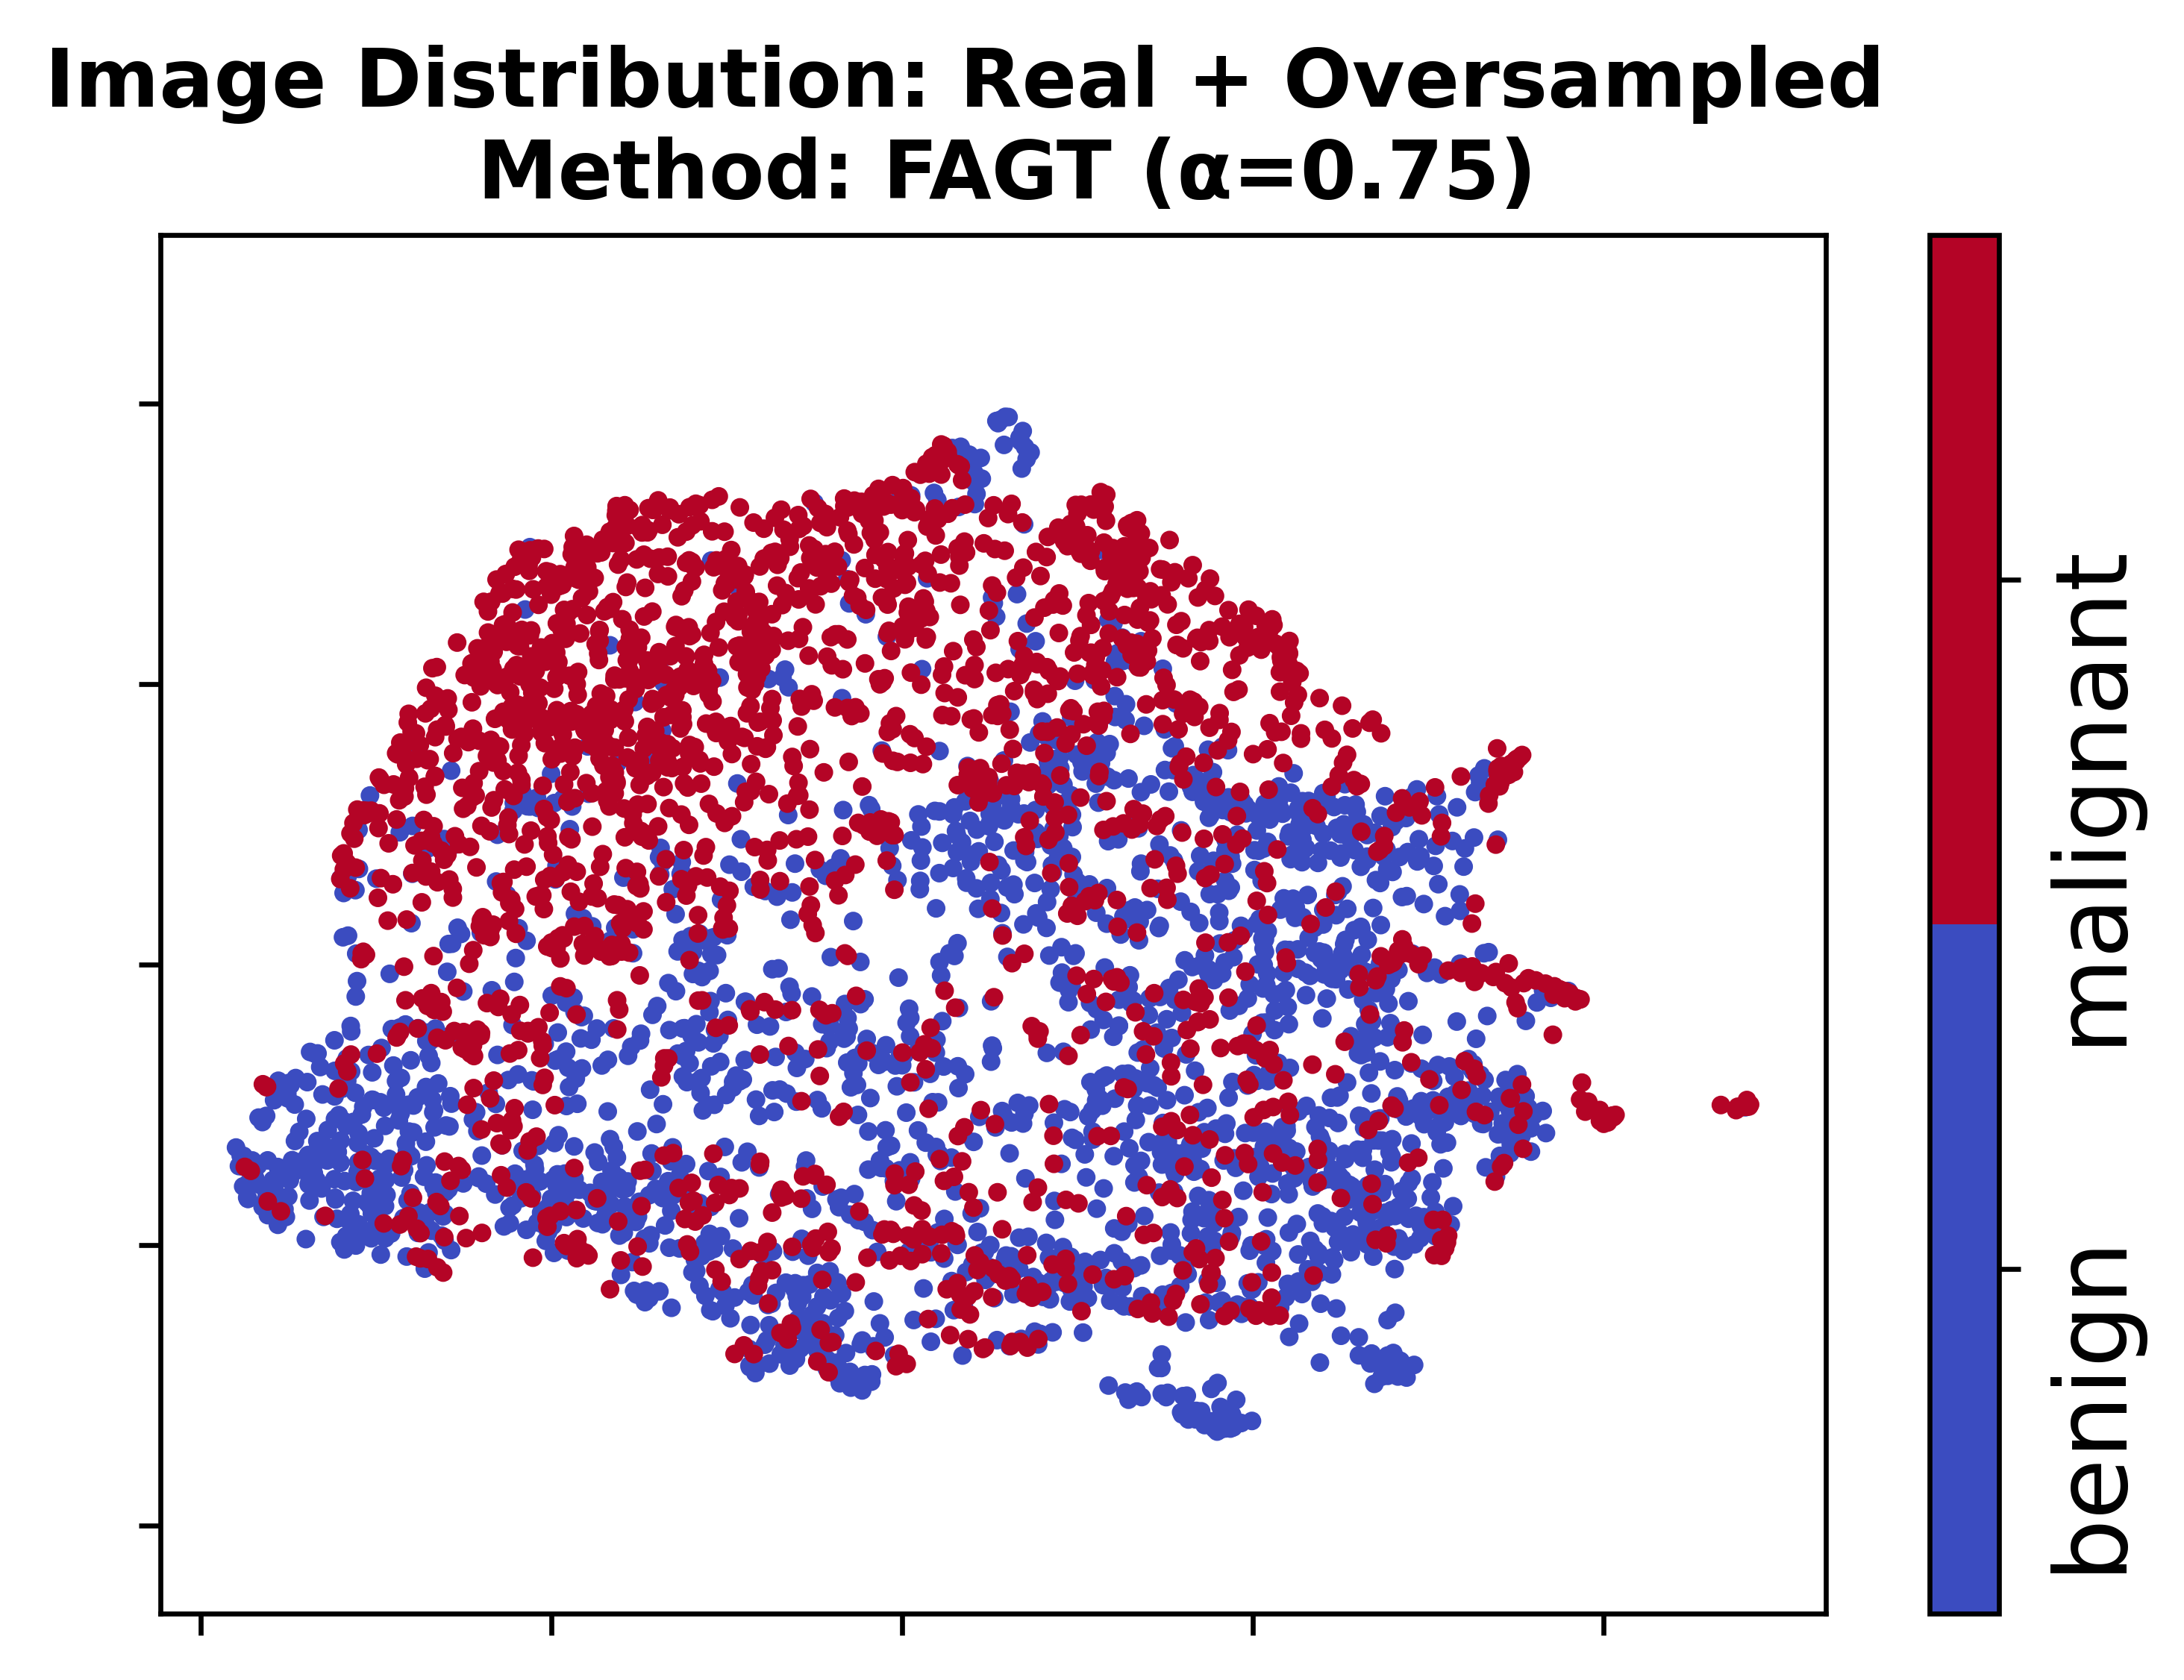 Image Distribution: Real + Oversampled
Method: FAGT (α=0.75)
malignant
benign